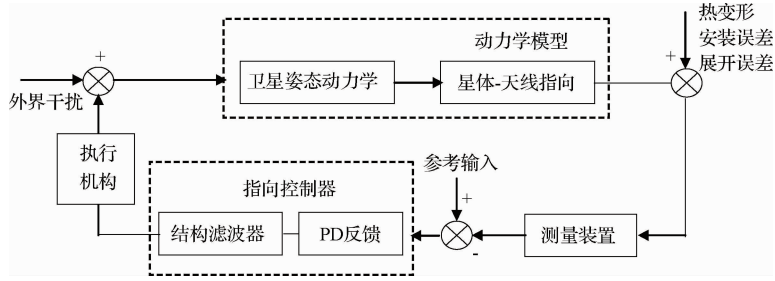 热变形
安装误差
展开误差
动力学模型
+
+
外界干扰
卫星姿态动力学
星体-天线指向
执行
机构
指向控制器
参考输入
+
结构滤波器
PD反馈
测量装置
-